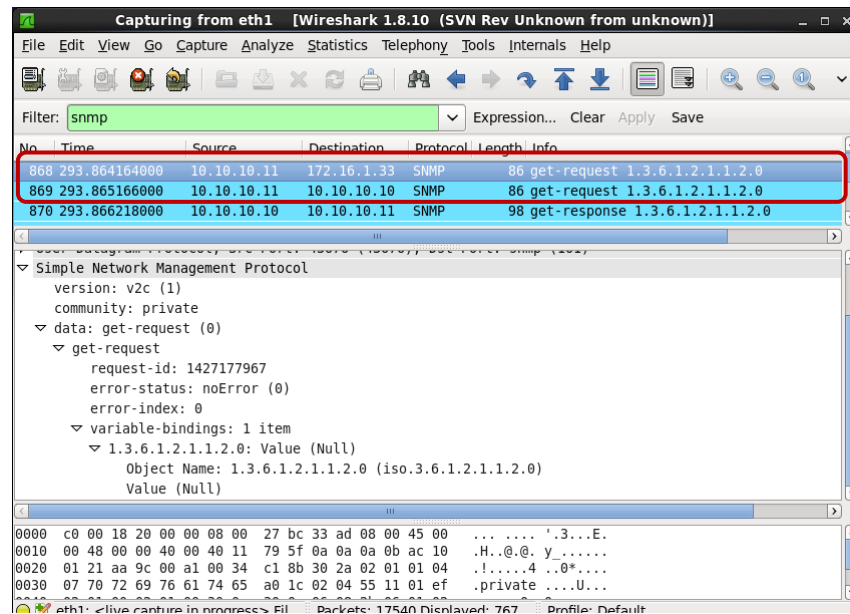 Capturing from eth1 [Wireshark 1.8.10 (SVN Rev Unknown from unknown)]
File Edit View Go Capture Analyze Statistics Telephony Tools Internals Help
Filter: snmp Expression... Clear Apply Save
No. Time Source Destination Protocol Length Info
868 293.864164000 10.10.10.11 172.16.1.33 SNMP 86 get-request 1.3.6.1.2.1.1.2.0
869 293.865166000 10.10.10.11 10.10.10.10 SNMP 86 get-request 1.3.6.1.2.1.1.2.0
870 293.866218000 10.10.10.10 10.10.10.11 SNMP 98 get-response 1.3.6.1.2.1.1.2.0
Simple Network Management Protocol
version: v2c (1)
community: private
data: get-request (0)
get-request
request-id: 1427177967
error-status: noError (0)
error-index: 0
variable-bindings: 1 item
1.3.6.1.2.1.1.2.0: Value (Null)
Object Name: 1.3.6.1.2.1.1.2.0 (iso.3.6.1.2.1.1.2.0)
Value (Null)
0000 c0 00 18 20 00 00 08 00 27 bc 33 ad 08 00 45 00 ... .... '.3...E.
0010 00 48 00 00 40 00 40 11 79 5f 0a 0a 0a 0b ac 10 .H..@.@. y_......
0020 01 21 aa 9c 00 a1 00 34 c1 8b 30 2a 02 01 01 04 .!.....4 ..0*....
0030 07 70 72 69 76 61 74 65 a0 1c 02 04 55 11 01 ef .private ....U...
eth1: <live capture in progress> Fil... Packets: 17540 Displayed: 767 Profile: Default